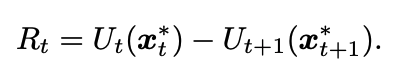 R_t = U_t(x_t^*) − U_{t+1}(x_{t+1}^*).